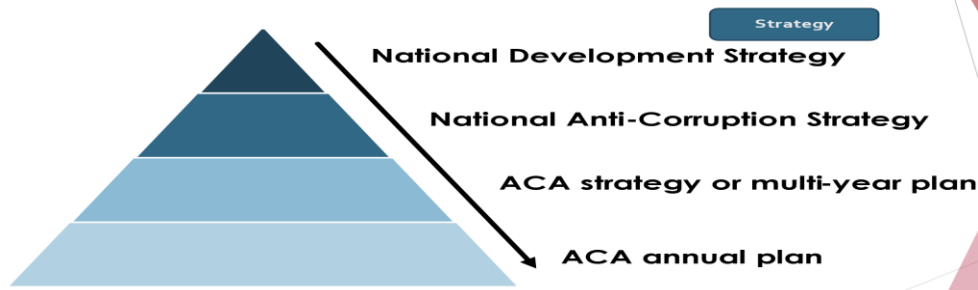 Strategy
National Development Strategy
National Anti-Corruption Strategy
ACA strategy or multi-year plan
ACA annual plan